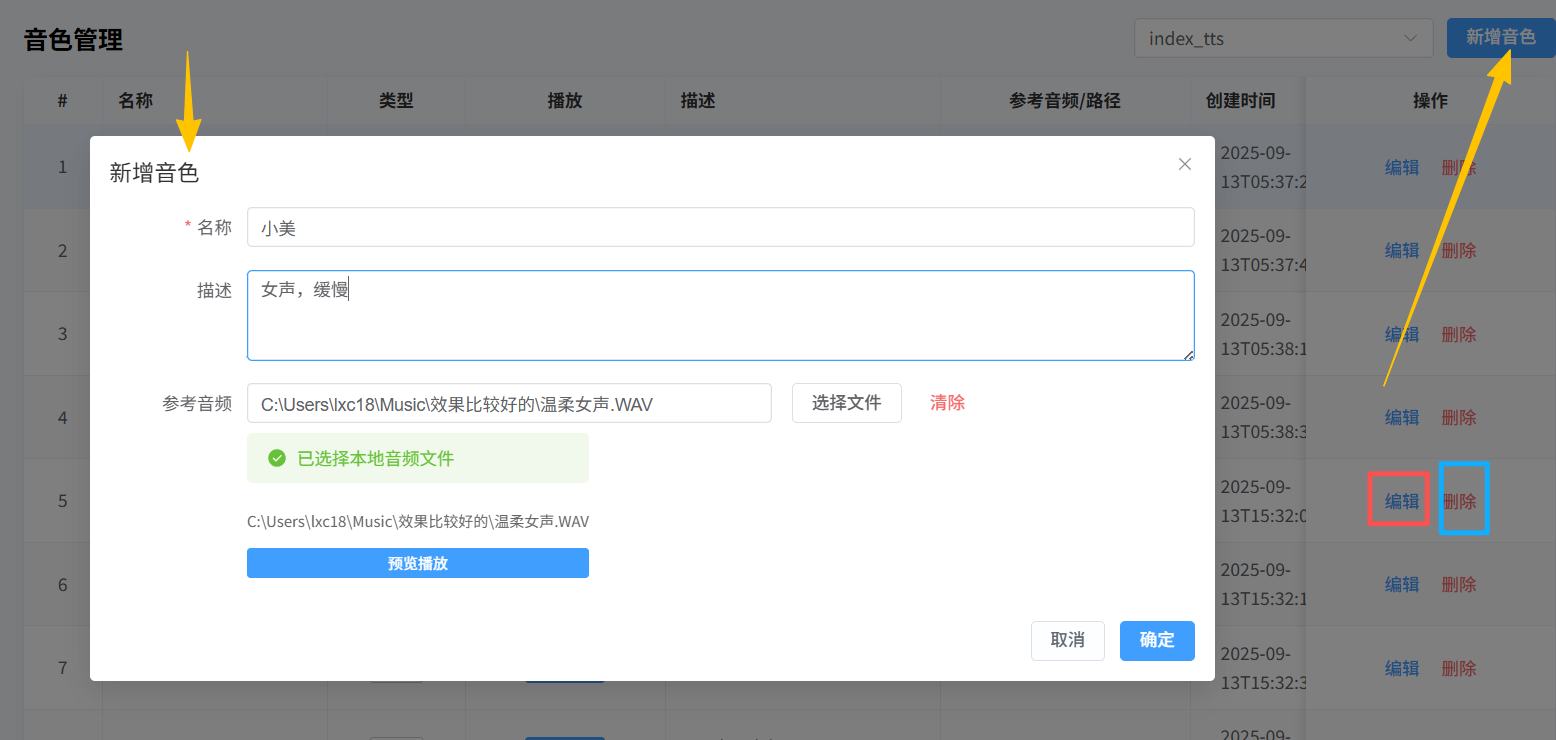 音色管理
index_tts
新增音色
# 名称 类型 播放 描述 参考音频/路径 创建时间 操作
新增音色
* 名称 小美
描述 女声，缓慢
参考音频 C:\Users\lxc18\Music\效果比较好的\温柔女声.WAV 选择文件 清除
已选择本地音频文件
C:\Users\lxc18\Music\效果比较好的\温柔女声.WAV
预览播放
取消 确定
1 2025-09-
13T05:37:2 编辑 删除
2 2025-09-
13T05:37:4 编辑 删除
3 2025-09-
13T05:38:1 编辑 删除
4 2025-09-
13T05:38:3 编辑 删除
5 2025-09-
13T15:32:0 编辑 删除
6 2025-09-
13T15:32:1 编辑 删除
7 2025-09-
13T15:32:3 编辑 删除
2025-09-